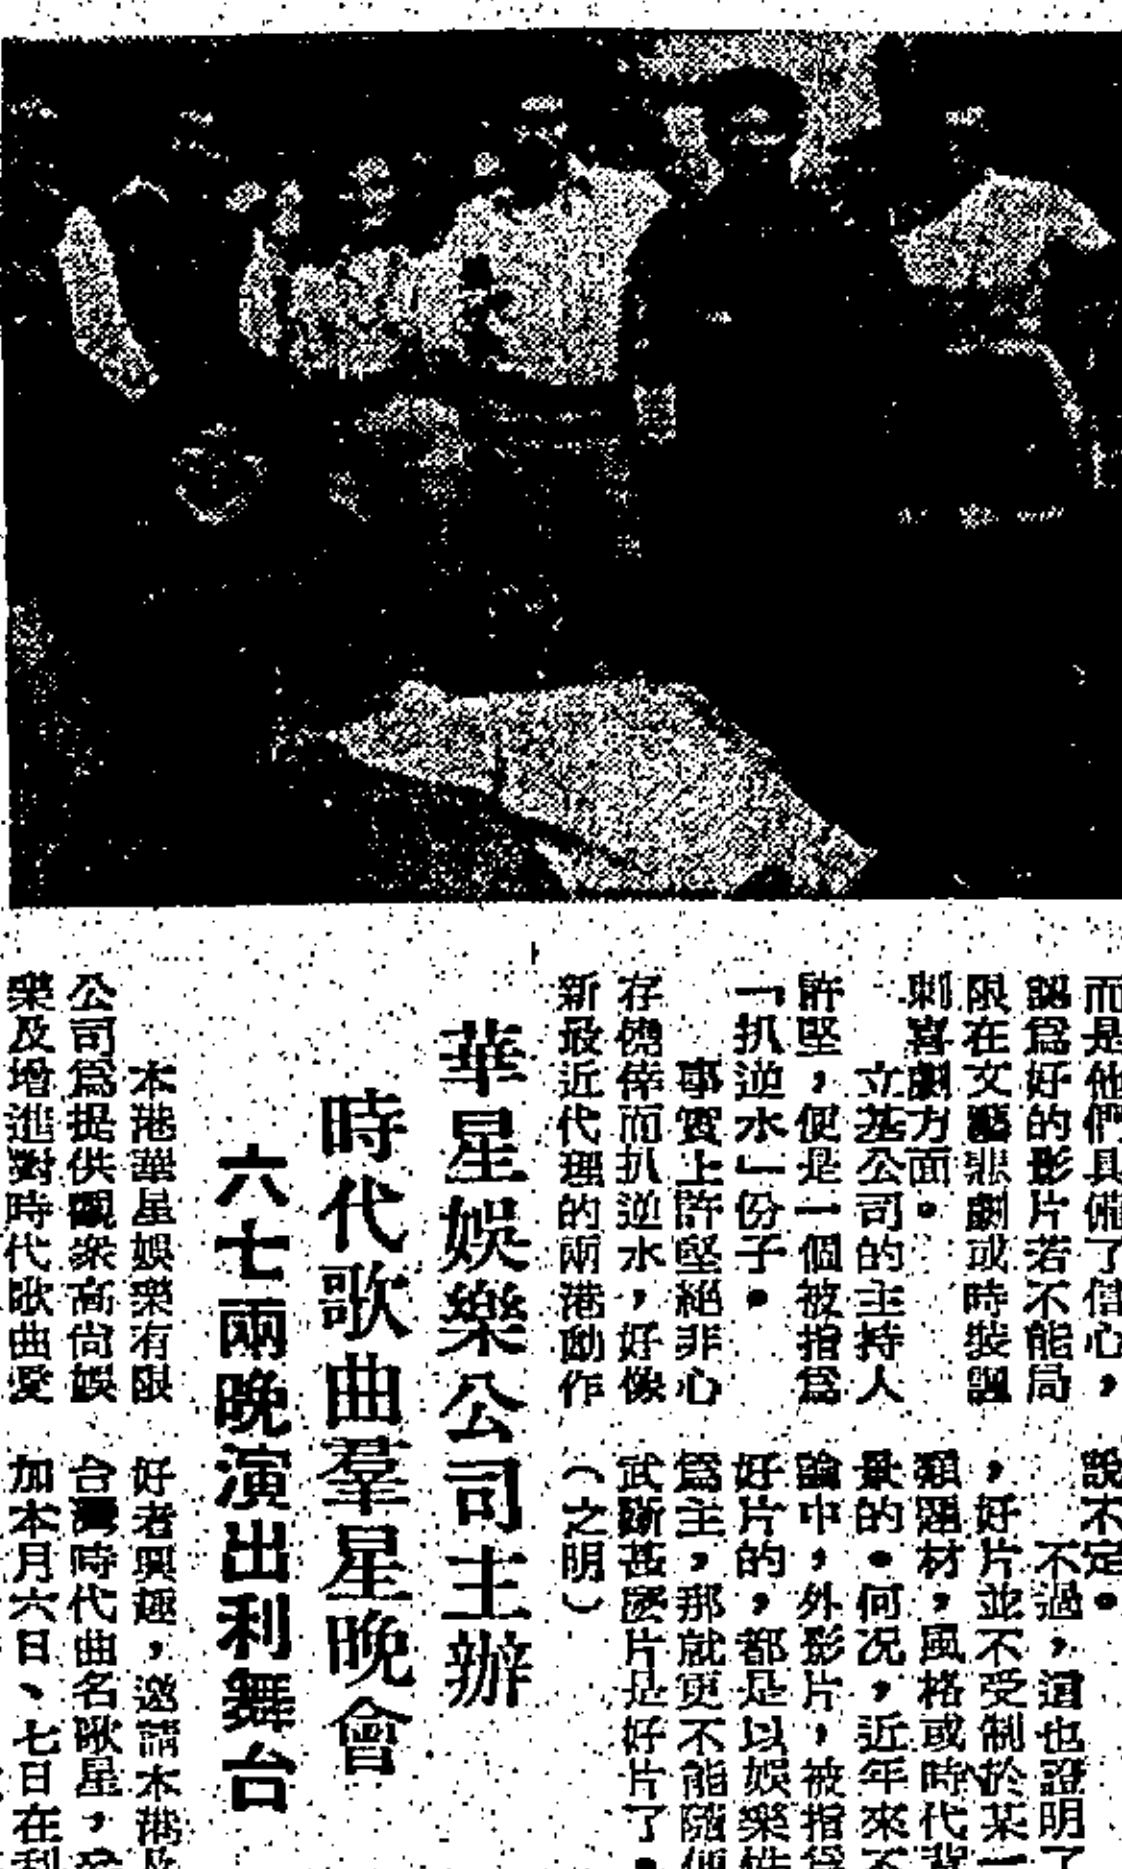 而是他們具備了信心，
認爲好的影片若不能局
限在文藝悲劇或時裝諷
刺喜劇方面。
立基公司的主持人
許堅，便是一個被指爲
「扒逆水」份子。
事實上許堅絕非心
存僥倖而扒逆水，好像
新最近代理的兩港動作
說不定。
不過，這也證明了
，好片並不受制於某一
類題材，風格或時代背
景的。何况，近年來不
論中，外影片，被指爲
好片的，都是以娛樂性
爲主，那就更不能隨便
武斷甚麼片是好片了。
（之明）
華星娛樂公司主辦
時代歌曲羣星晚會
六七兩晚演出利舞台
本港華星娛樂有限
公司爲提供觀衆高尚娛
樂及增進對時代歌曲愛
好者興趣，邀請本港及
台灣時代曲名歌星，
加本月六日、七日在利